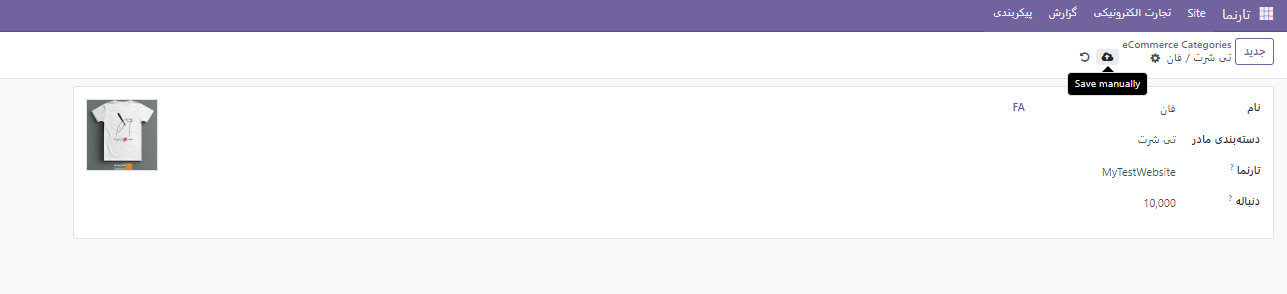 تارنما Site تجارت الکترونیکی گزارش پیکربندی
جدید
eCommerce Categories
تی شرت / فان
Save manually
نام فان FA
دسته‌بندی مادر تی شرت
تارنما ? MyTestWebsite
دنباله ? 10,000